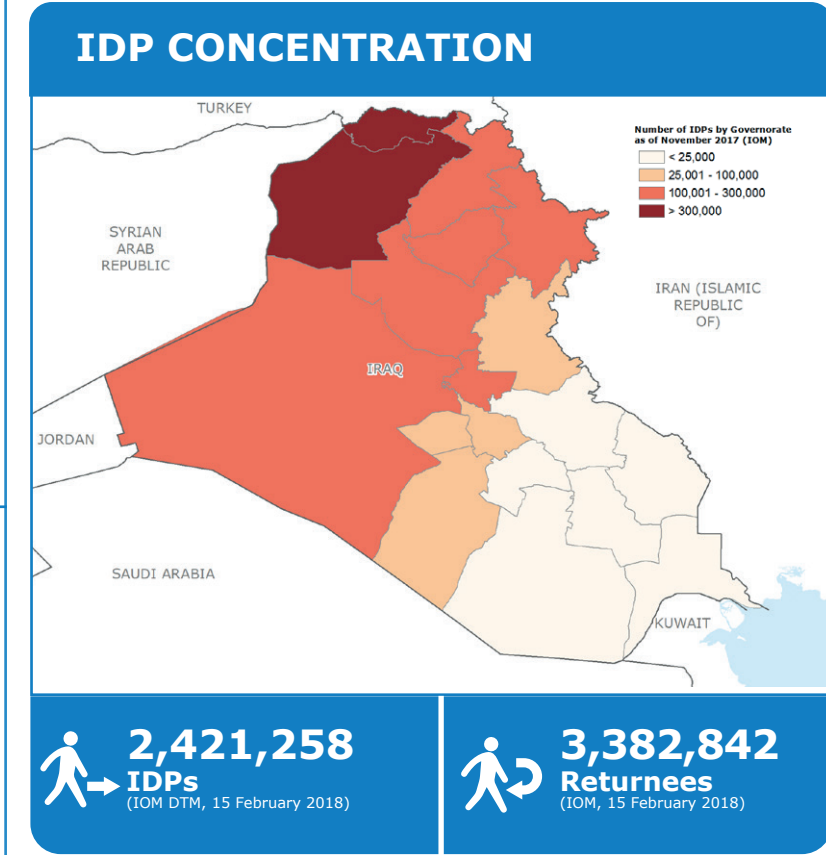 IDP CONCENTRATION
TURKEY
Number of IDPs by Governorate
as of November 2017 (IOM)
< 25,000
25,001 - 100,000
100,001 - 300,000
> 300,000
SYRIAN
ARAB
REPUBLIC
IRAN (ISLAMIC
REPUBLIC
OF)
IRAQ
JORDAN
SAUDI ARABIA
KUWAIT
2,421,258
IDPs
(IOM DTM, 15 February 2018)
3,382,842
Returnees
(IOM, 15 February 2018)